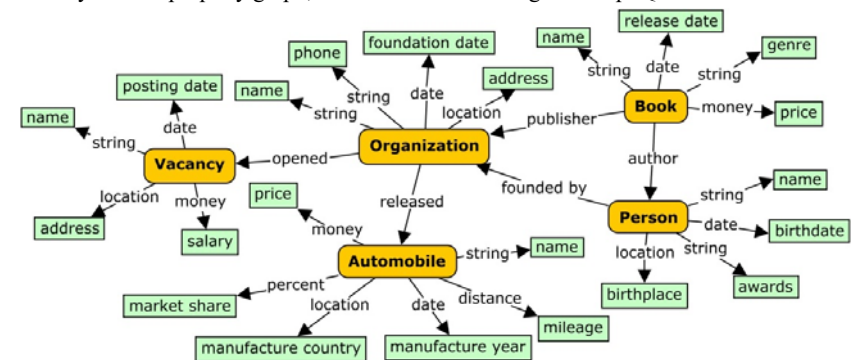 release date
name
genre
foundation date
phone
string
date
string
posting date
address
name
string
date
location
Book
money
price
name
string
publisher
date
string
Organization
author
Vacancy
opened
name
founded by
string
location
money
price
released
Person
date
birthdate
address
salary
money
string
name
location
string
Automobile
percent
distance
birthplace
awards
market share
location
date
mileage
manufacture country
manufacture year